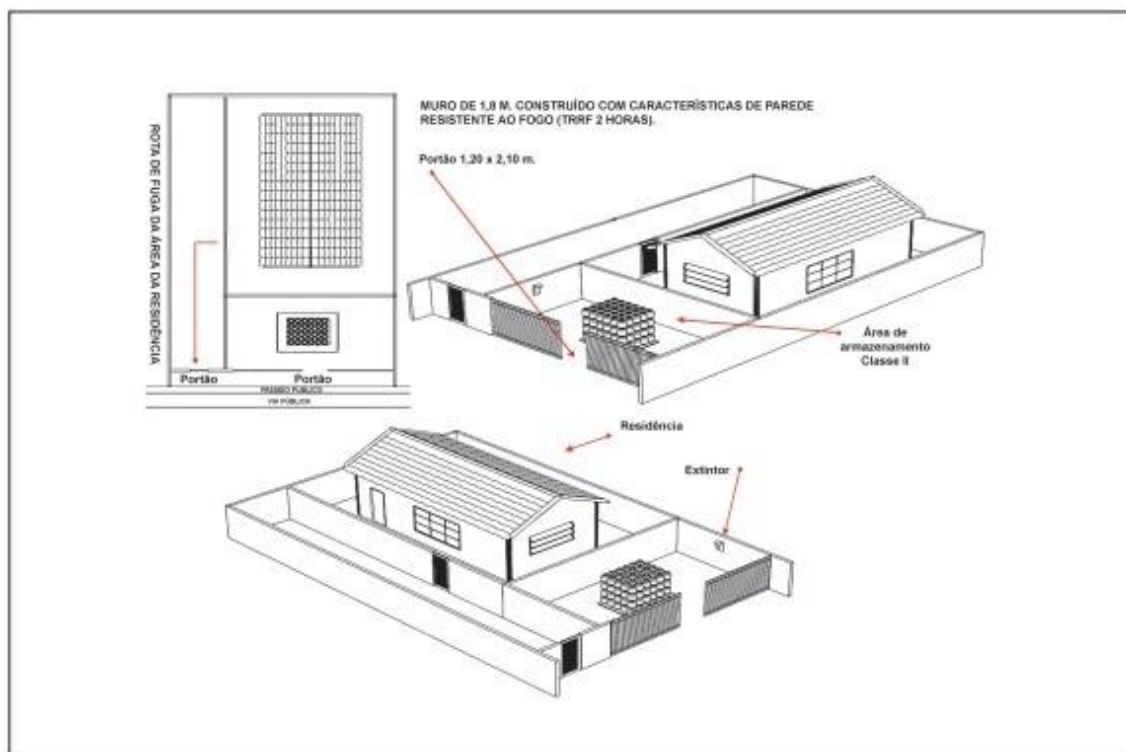 MURO DE 1,8 M. CONSTRUÍDO COM CARACTERÍSTICAS DE PAREDE
RESISTENTE AO FOGO (TRRF 2 HORAS).
ROTA DE FUGA DA ÁREA DA RESIDÊNCIA
Portão 1,20 x 2,10 m.
Área de
armazenamento
Classe II
Portão
Portão
PASSEIO PÚBLICO
VIA PÚBLICA
Residência
Extintor